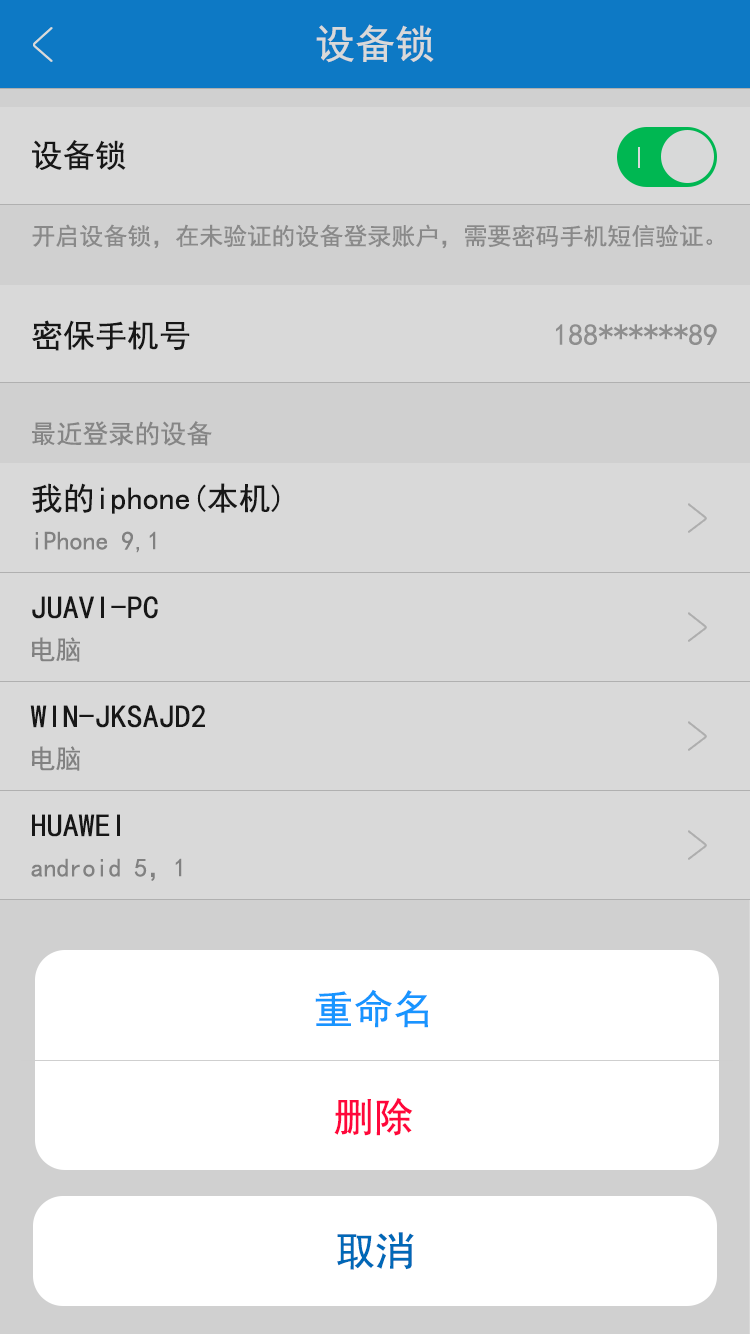 设备锁
设备锁
开启设备锁，在未验证的设备登录账户，需要密码手机短信验证。
密保手机号 188******89
最近登录的设备
我的iphone(本机)
iPhone 9,1
JUAVI-PC
电脑
WIN-JKSAJD2
电脑
HUAWEI
android 5，1
重命名
删除
取消